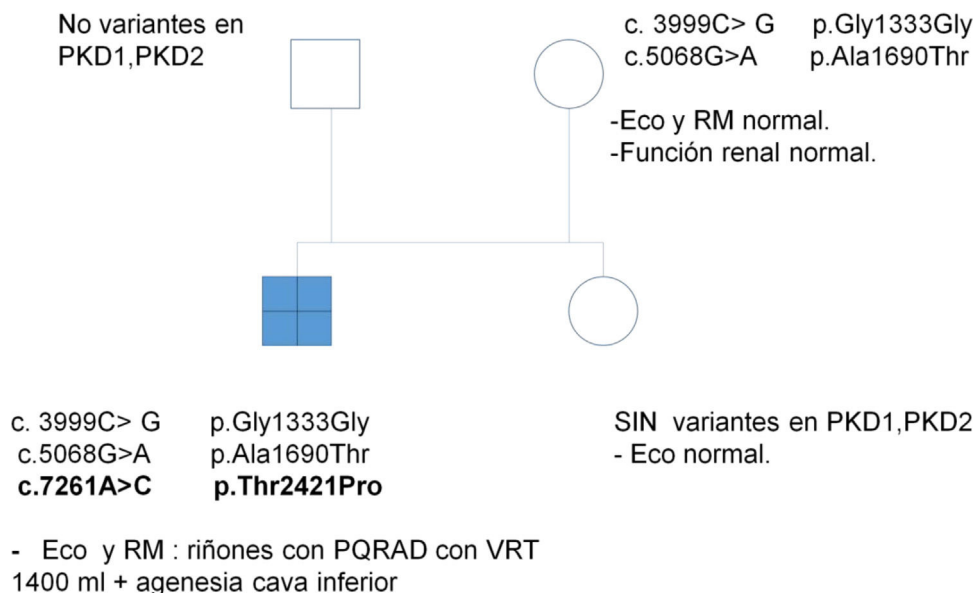 No variantes en
PKD1,PKD2
c. 3999C> G p.Gly1333Gly
c.5068G>A p.Ala1690Thr
-Eco y RM normal.
-Función renal normal.
c. 3999C> G p.Gly1333Gly
c.5068G>A p.Ala1690Thr
c.7261A>C p.Thr2421Pro
- Eco y RM : riñones con PQRAD con VRT
1400 ml + agenesia cava inferior
SIN variantes en PKD1,PKD2
- Eco normal.